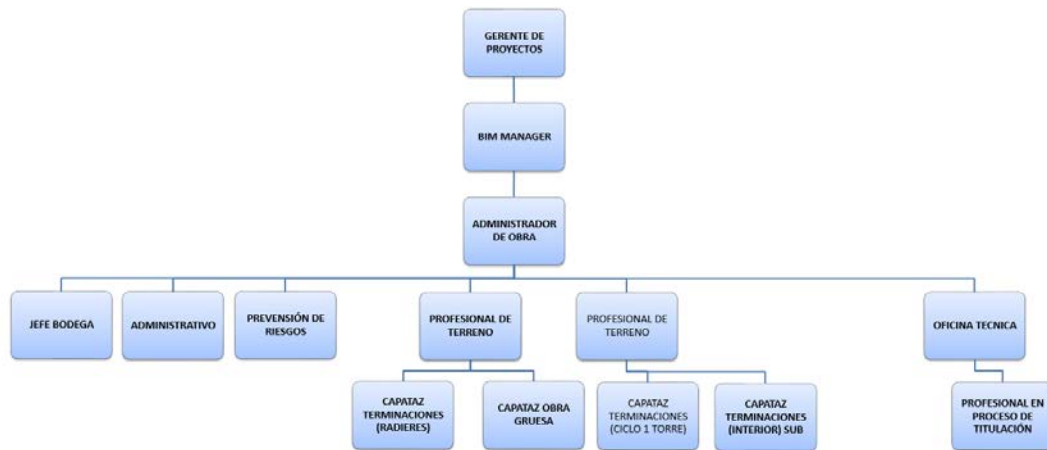 GERENTE DE
PROYECTOS
BIM MANAGER
ADMINISTRADOR
DE OBRA
JEFE BODEGA
ADMINISTRATIVO
PREVENSIÓN DE
RIESGOS
PROFESIONAL DE
TERRENO
PROFESIONAL DE
TERRENO
OFICINA TECNICA
CAPATAZ
TERMINACIONES
(RADIERES)
CAPATAZ OBRA
GRUESA
CAPATAZ
TERMINACIONES
(CICLO 1 TORRE)
CAPATAZ
TERMINACIONES
(INTERIOR) SUB
PROFESIONAL EN
PROCESO DE
TITULACIÓN